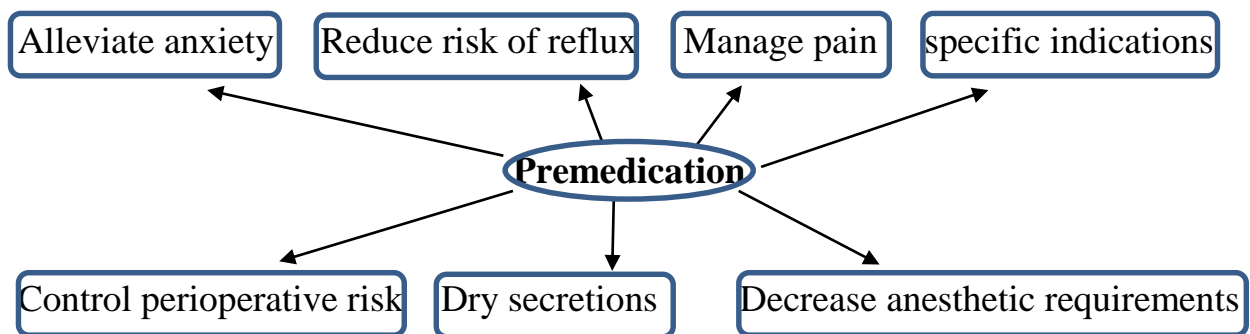 Alleviate anxiety
Reduce risk of reflux
Manage pain
specific indications
Premedication
Control perioperative risk
Dry secretions
Decrease anesthetic requirements